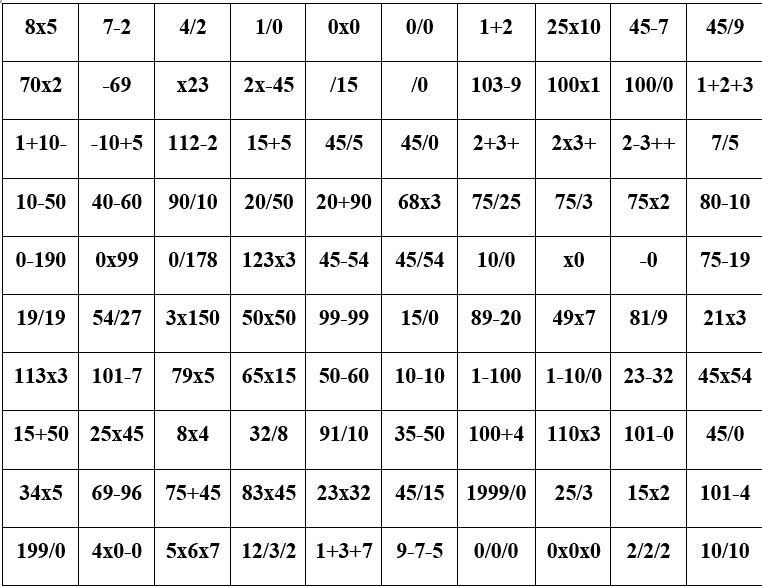 8x5 7-2 4/2 1/0 0x0 0/0 1+2 25x10 45-7 45/9
70x2 -69 x23 2x-45 /15 /0 103-9 100x1 100/0 1+2+3
1+10- -10+5 112-2 15+5 45/5 45/0 2+3+ 2x3+ 2-3++ 7/5
10-50 40-60 90/10 20/50 20+90 68x3 75/25 75/3 75x2 80-10
0-190 0x99 0/178 123x3 45-54 45/54 10/0 x0 -0 75-19
19/19 54/27 3x150 50x50 99-99 15/0 89-20 49x7 81/9 21x3
113x3 101-7 79x5 65x15 50-60 10-10 1-100 1-10/0 23-32 45x54
15+50 25x45 8x4 32/8 91/10 35-50 100+4 110x3 101-0 45/0
34x5 69-96 75+45 83x45 23x32 45/15 1999/0 25/3 15x2 101-4
199/0 4x0-0 5x6x7 12/3/2 1+3+7 9-7-5 0/0/0 0x0x0 2/2/2 10/10